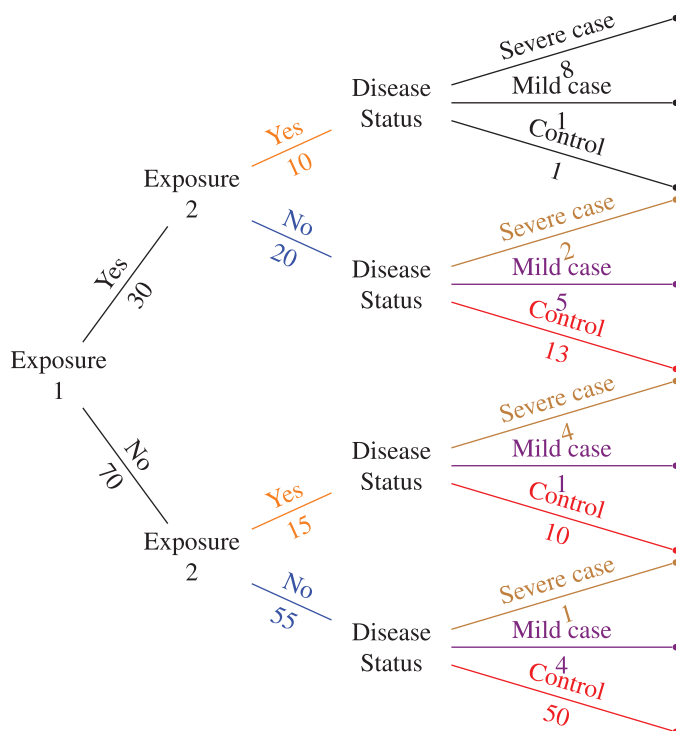 Severe case
8
Mild case
1
Control
1
Disease
Status
Yes
10
Exposure
2
No
20
Severe case
2
Mild case
5
Control
13
Disease
Status
Yes
30
Exposure
1
No
70
Severe case
4
Mild case
1
Control
10
Disease
Status
Yes
15
Exposure
2
No
55
Severe case
1
Mild case
4
Control
50
Disease
Status